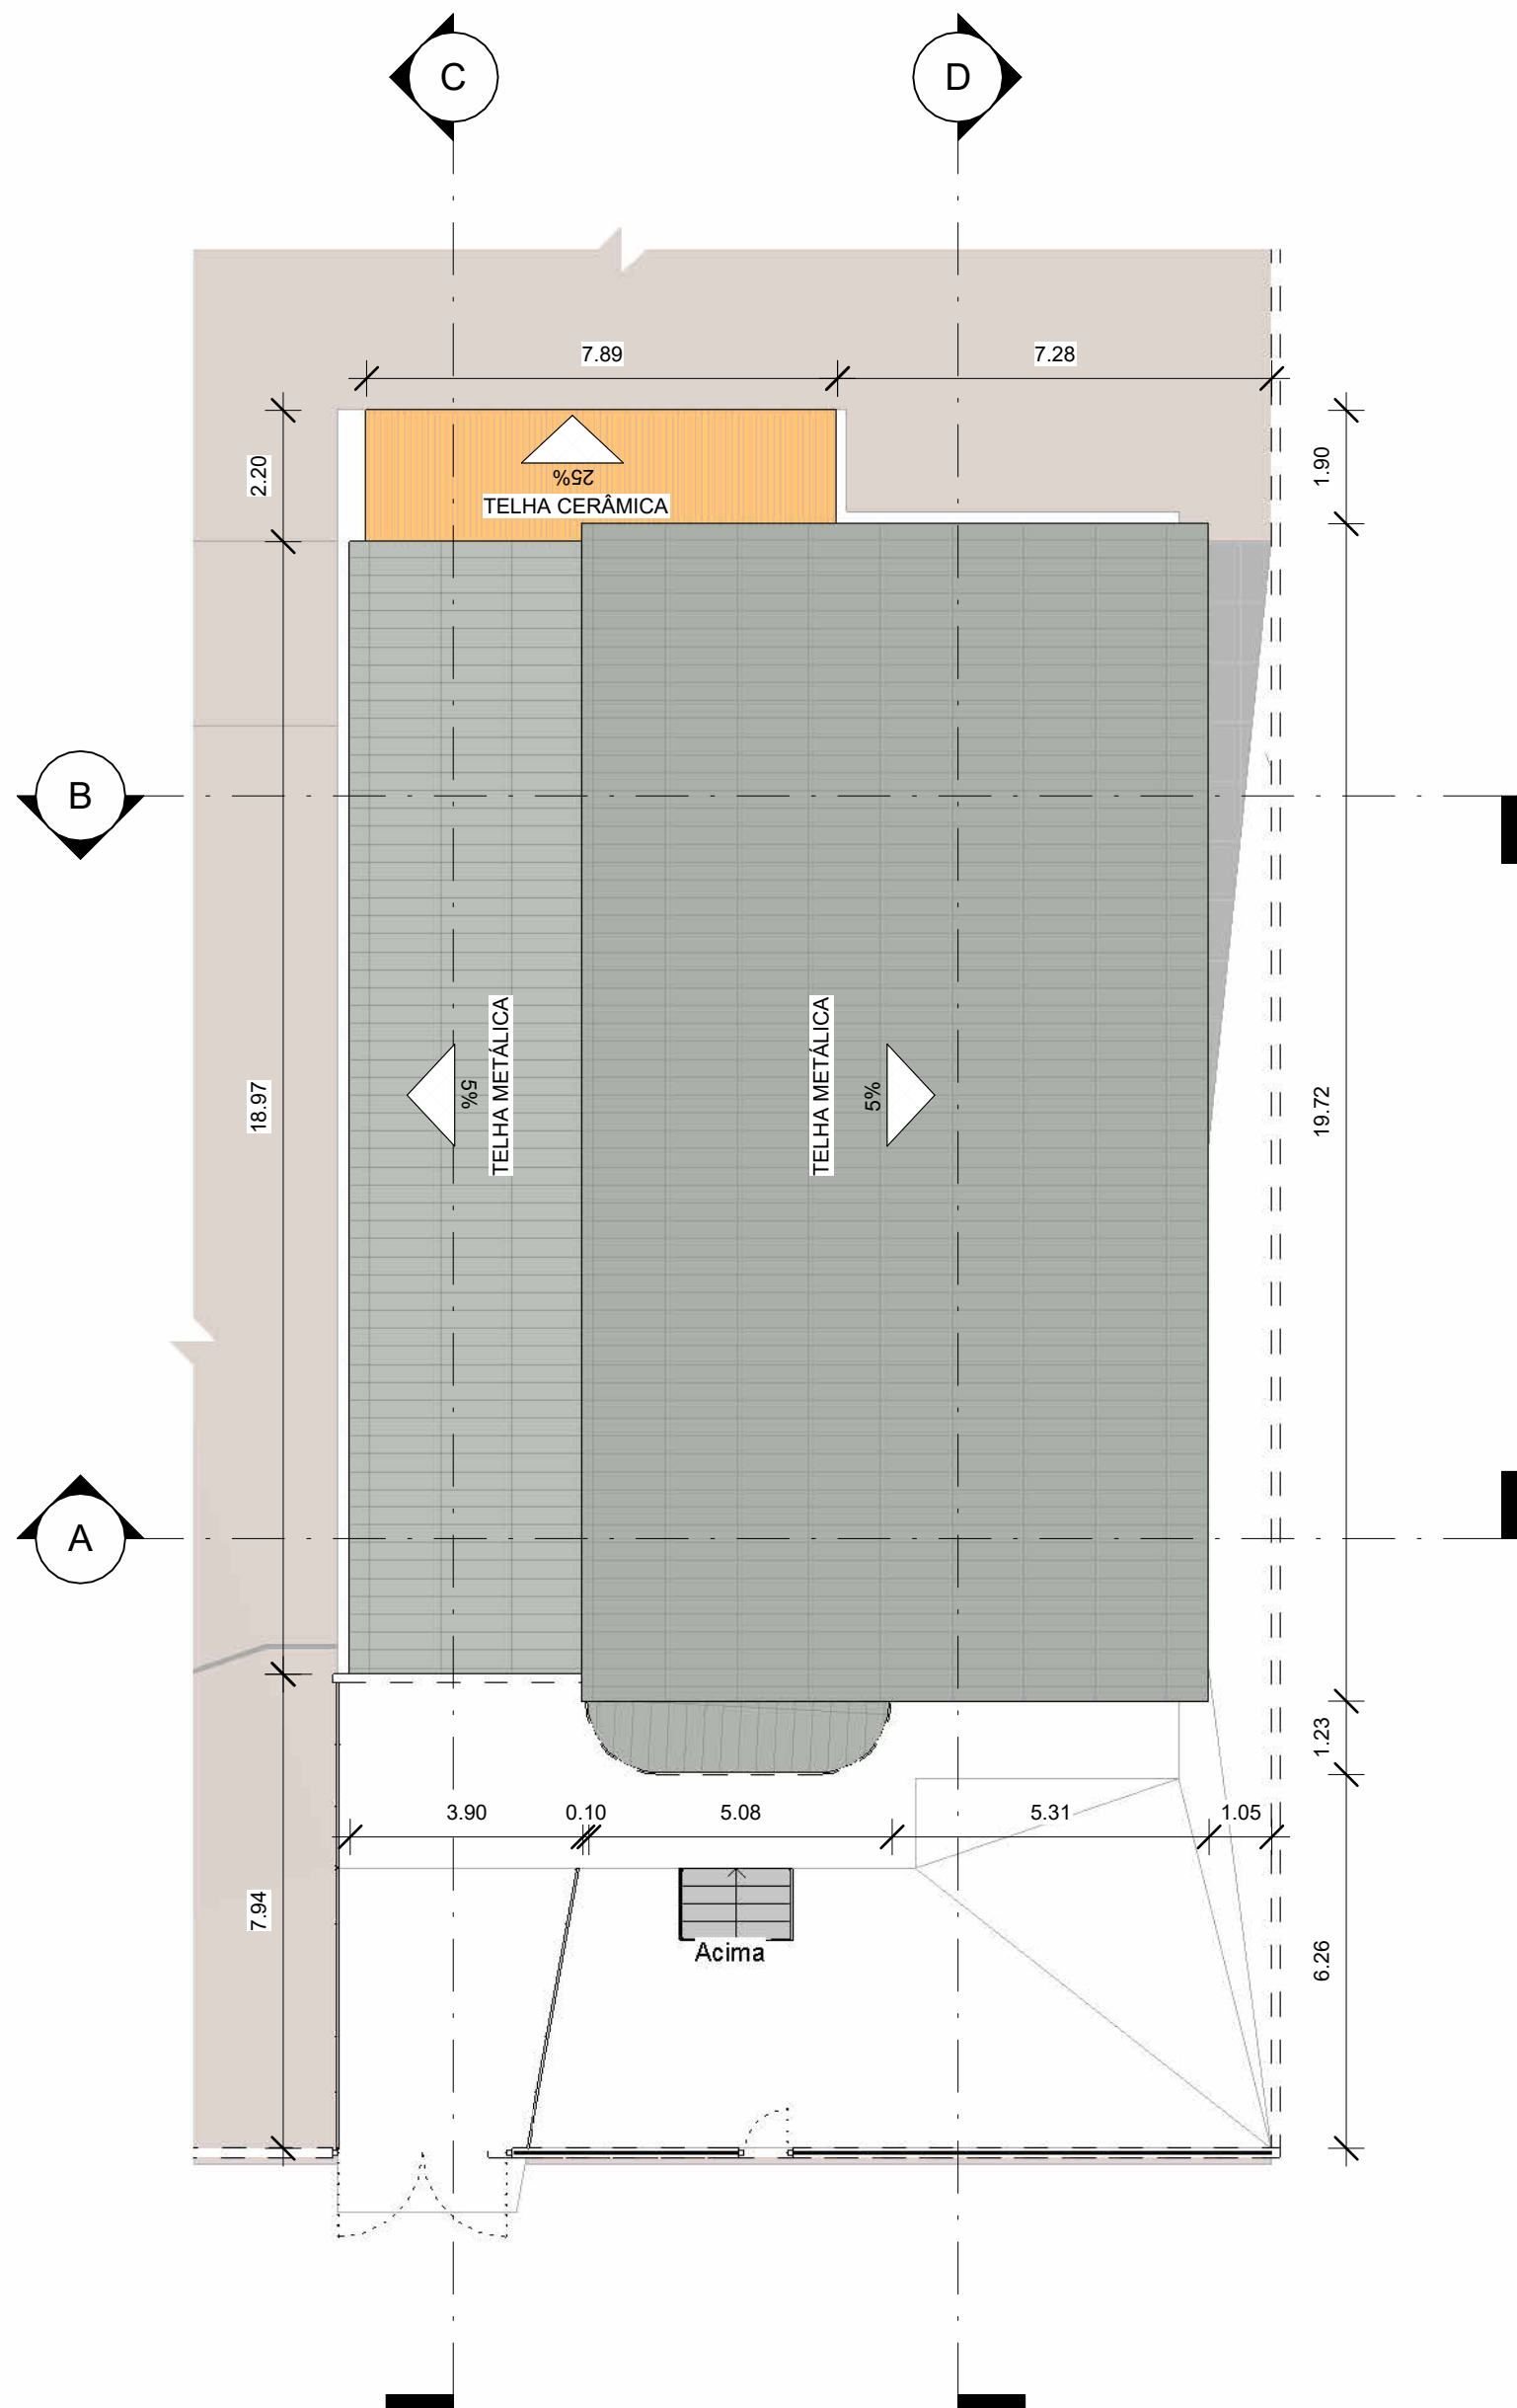 C
D
7.89
7.28
2.20
1.90
25%
TELHA CERÂMICA
B
18.97
5%
TELHA METÁLICA
TELHA METÁLICA
5%
19.72
A
1.23
3.90
0.10
5.08
5.31
1.05
7.94
Acima
6.26